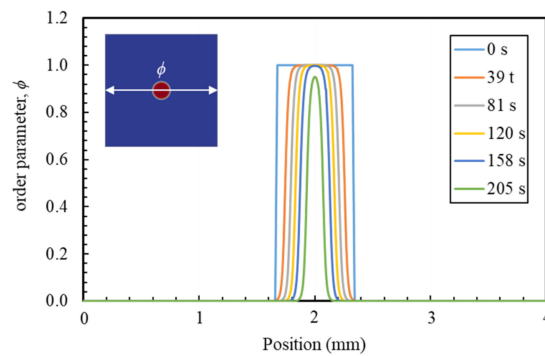 1.2
1.0
0.8
0.6
0.4
0.2
0.0
order parameter, ϕ
ϕ
0 s
39 t
81 s
120 s
158 s
205 s
0
1
2
3
4
Position (mm)